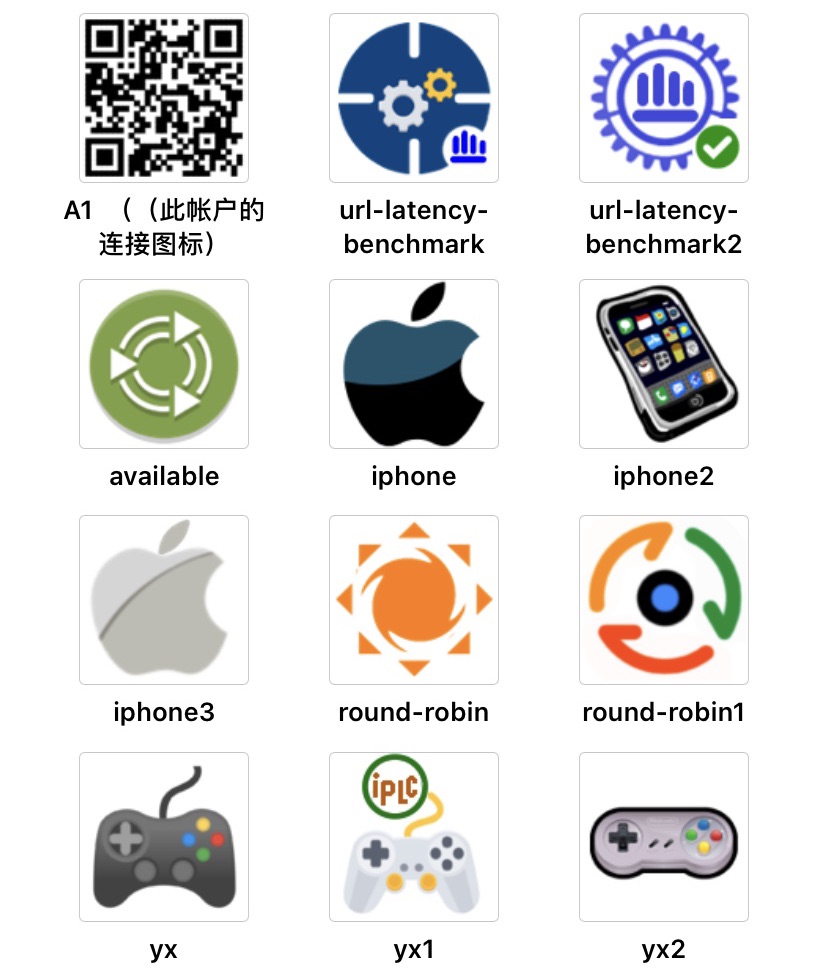 A1 （（此帐户的
连接图标）
url-latency-
benchmark
url-latency-
benchmark2
available
iphone
iphone2
iphone3
round-robin
round-robin1
iPLC
yx
yx1
yx2